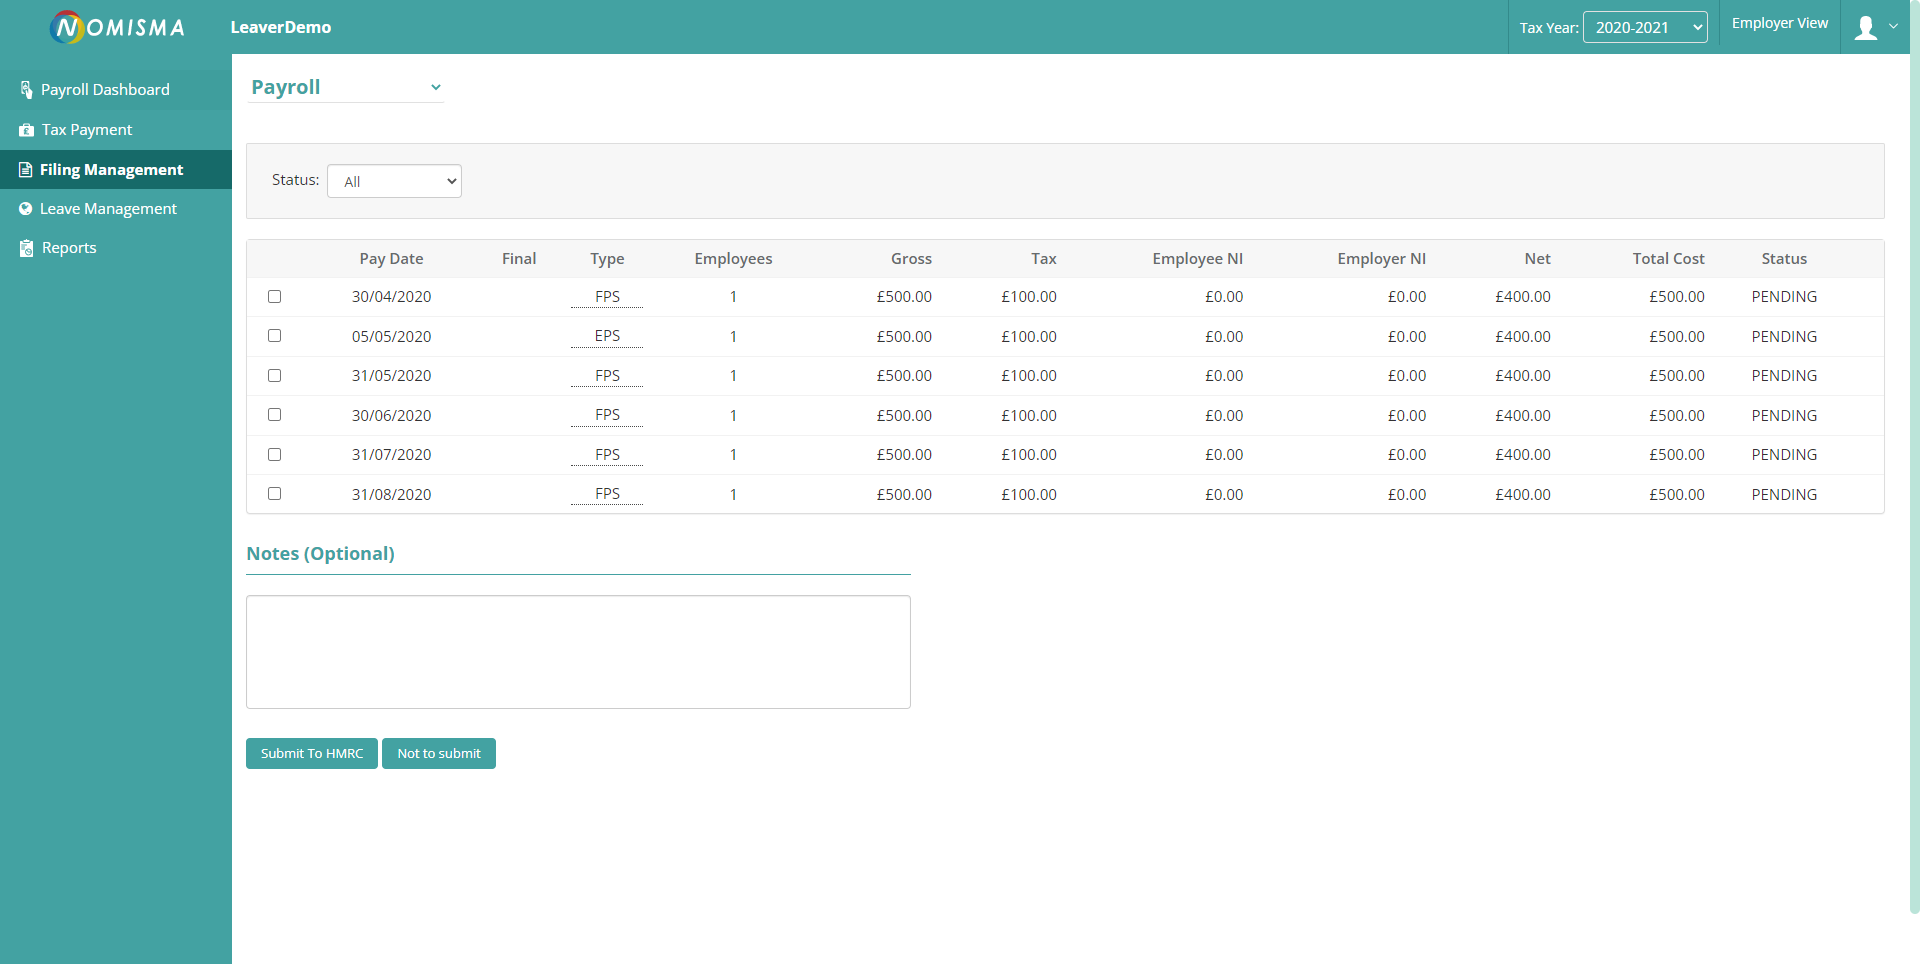 NOMISMA LeaverDemo Tax Year: 2020-2021 Employer View
Payroll Dashboard
Tax Payment
Filing Management
Leave Management
Reports
Payroll
Status: All
Pay Date Final Type Employees Gross Tax Employee NI Employer NI Net Total Cost Status
30/04/2020 FPS 1 £500.00 £100.00 £0.00 £0.00 £400.00 £500.00 PENDING
05/05/2020 EPS 1 £500.00 £100.00 £0.00 £0.00 £400.00 £500.00 PENDING
31/05/2020 FPS 1 £500.00 £100.00 £0.00 £0.00 £400.00 £500.00 PENDING
30/06/2020 FPS 1 £500.00 £100.00 £0.00 £0.00 £400.00 £500.00 PENDING
31/07/2020 FPS 1 £500.00 £100.00 £0.00 £0.00 £400.00 £500.00 PENDING
31/08/2020 FPS 1 £500.00 £100.00 £0.00 £0.00 £400.00 £500.00 PENDING
Notes (Optional)
Submit To HMRC Not to submit